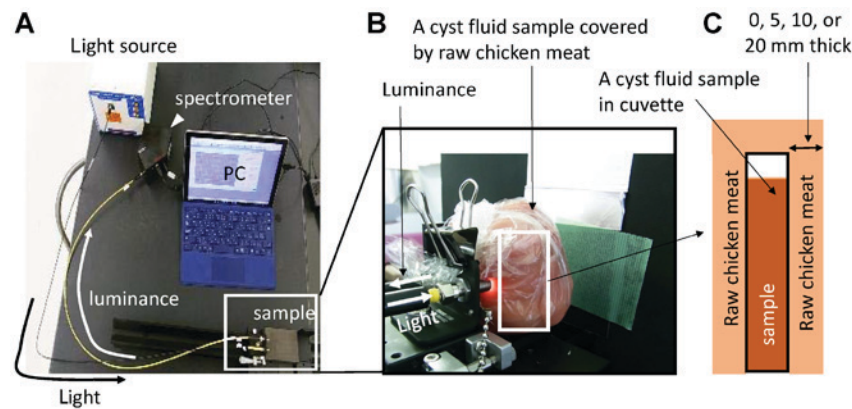 A
Light source
spectrometer
PC
luminance
sample
Light
B
A cyst fluid sample covered
by raw chicken meat
Luminance
Light
C
0, 5, 10, or
20 mm thick
A cyst fluid sample
in cuvette
Raw chicken meat
sample
Raw chicken meat